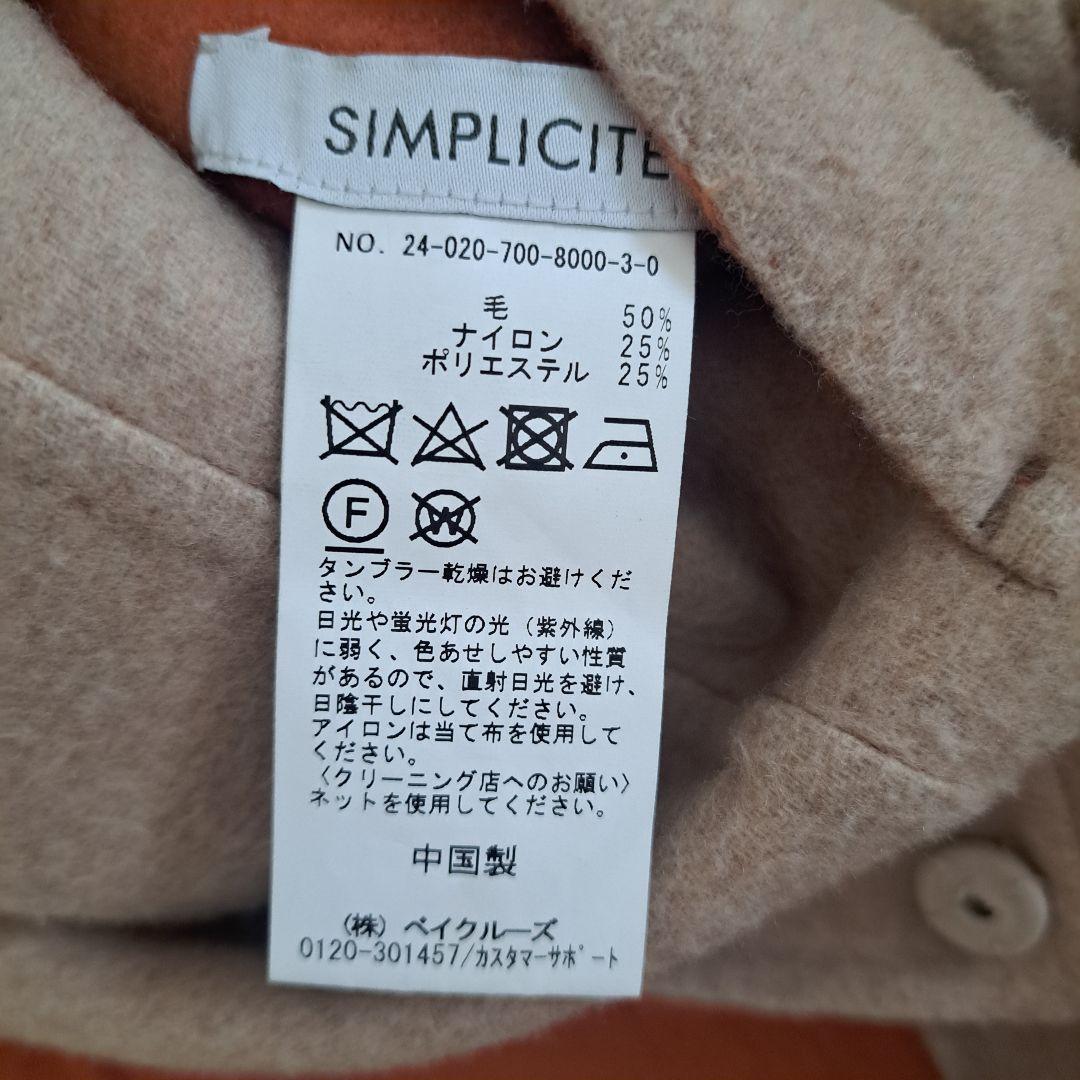 SIMPLICITE
NO. 24-020-700-8000-3-0
毛 50%
ナイロン 25%
ポリエステル 25%
F
W
タンブラー乾燥はお避けくだ
さい。
日光や蛍光灯の光（紫外線）
に弱く、色あせしやすい性質
があるので、直射日光を避け、
日陰干しにしてください。
アイロンは当て布を使用して
ください。
〈クリーニング店へのお願い〉
ネットを使用してください。
中国製
（株）ベイクルーズ
0120-301457/ｶｽﾀﾏｰｻﾎﾟｰﾄ